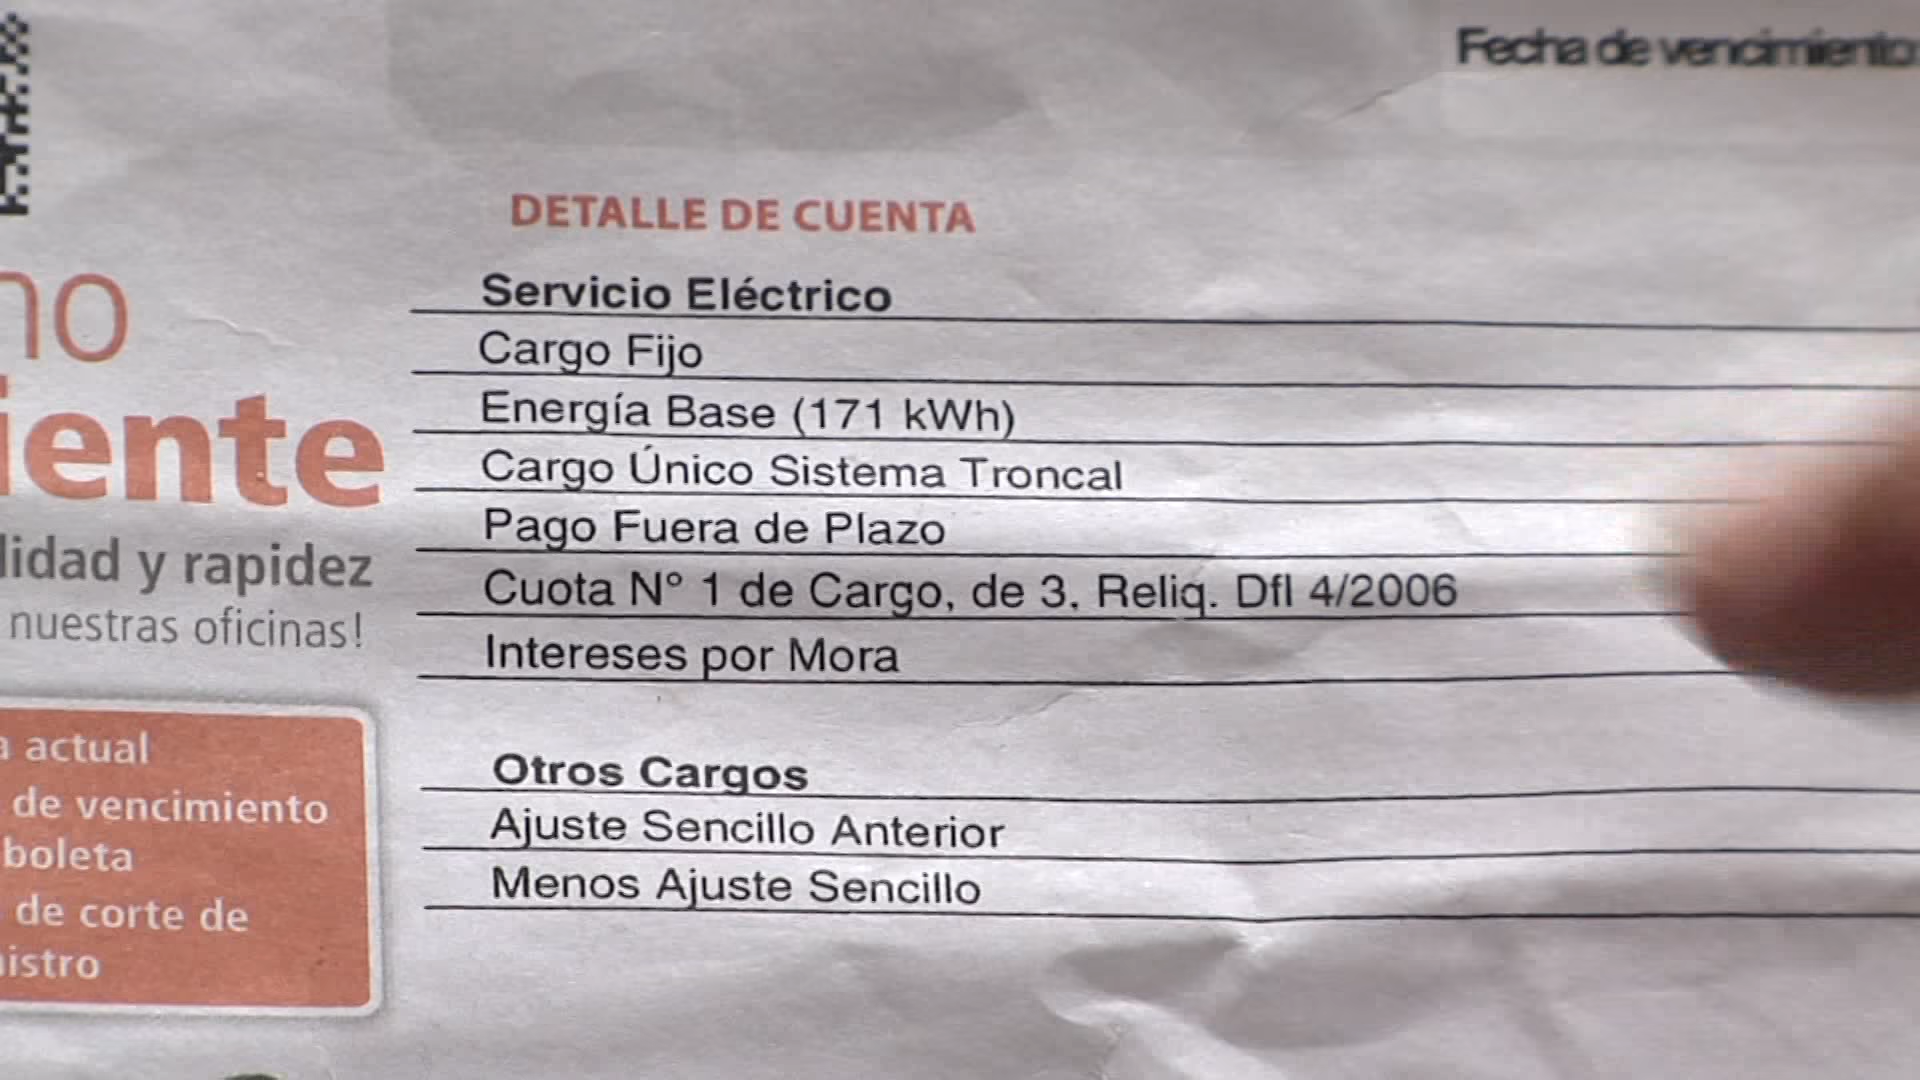 Fecha de vencimiento:
DETALLE DE CUENTA
Servicio Eléctrico
Cargo Fijo
Energía Base (171 kWh)
Cargo Único Sistema Troncal
Pago Fuera de Plazo
Cuota N° 1 de Cargo, de 3, Reliq. Dfl 4/2006
Intereses por Mora
Otros Cargos
Ajuste Sencillo Anterior
Menos Ajuste Sencillo
no
iente
lidad y rapidez
nuestras oficinas!
a actual
de vencimiento
boleta
de corte de
istro